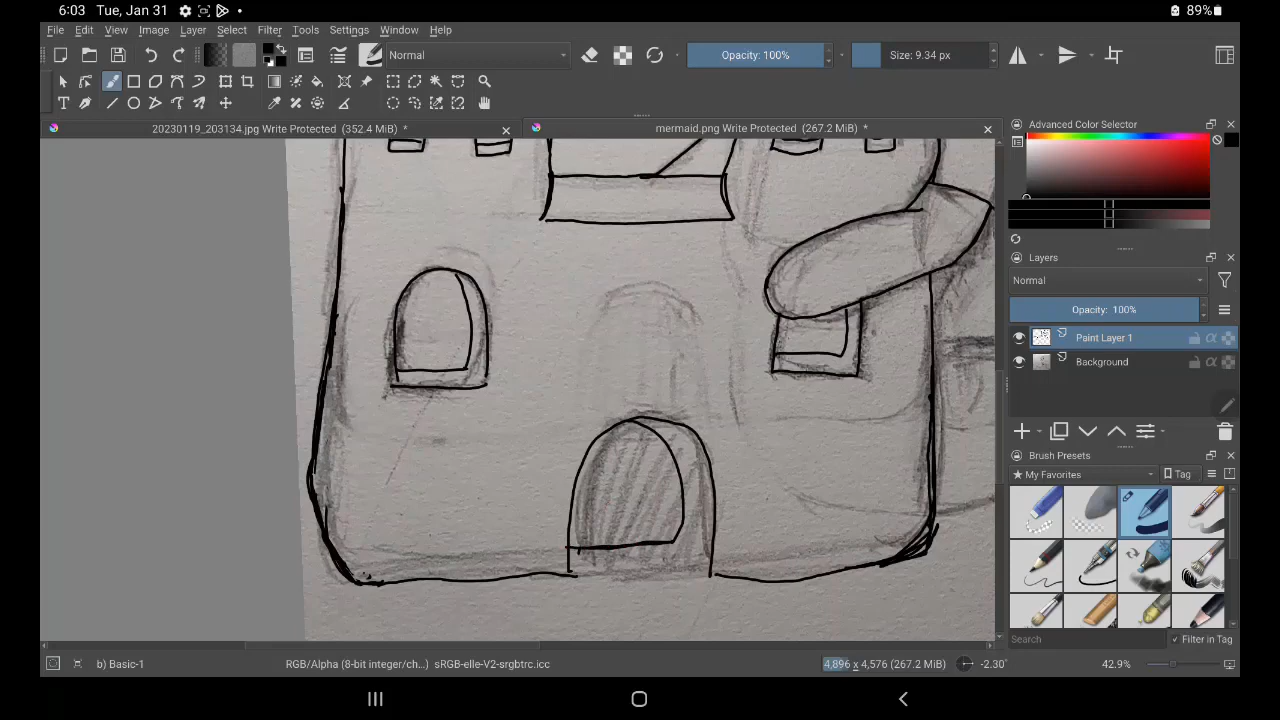 6:03 Tue, Jan 31 89%
File Edit View Image Layer Select Filter Tools Settings Window Help
Normal Opacity: 100% Size: 9.34 px
20230119_203134.jpg Write Protected (352.4 MiB) * mermaid.png Write Protected (267.2 MiB) *
Advanced Color Selector
Layers
Normal
Opacity: 100%
Paint Layer 1
Background
Brush Presets
★ My Favorites Tag
Search Filter in Tag
b) Basic-1 RGB/Alpha (8-bit integer/ch...) sRGB-elle-V2-srgbtrc.icc 4,896 x 4,576 (267.2 MiB) -2.30° 42.9%